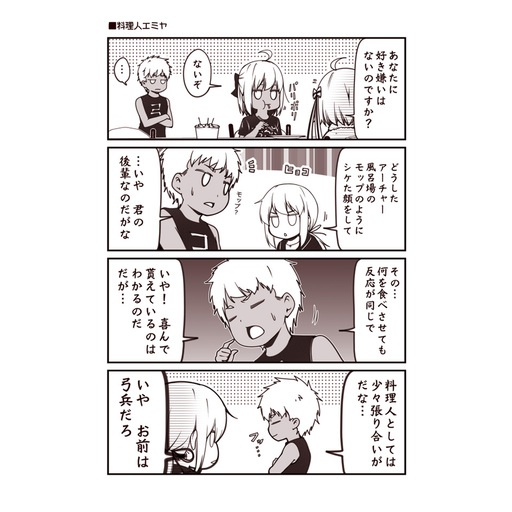 ■料理人エミヤ
あなたに
好き嫌いは
ないのですか？
パリポリ
ないぞ
…
どうした
アーチャー
風呂場の
モップのように
シケた顔をして
ヒョコ
モップ？
…いや　君の
後輩なのだがな
その…
何を食べさせても
反応が同じで
いや！　喜んで
貰えているのは
わかるのだ
だが…
料理人としては
少々張り合いが
だな…
フッ…
いや　お前は
弓兵だろ